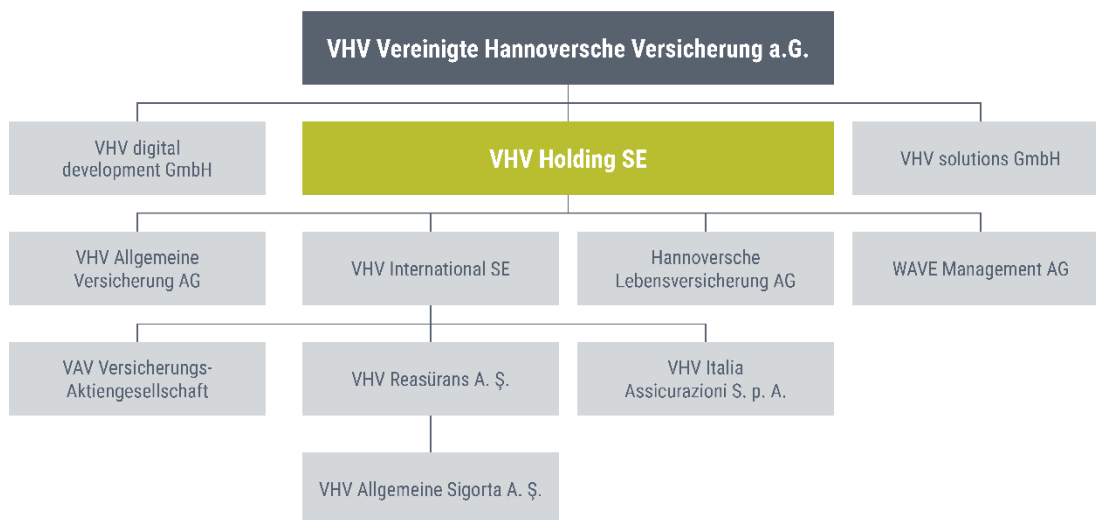 VHV Vereinigte Hannoversche Versicherung a.G.
VHV digital
development GmbH
VHV Holding SE
VHV solutions GmbH
VHV Allgemeine
Versicherung AG
VHV International SE
Hannoversche
Lebensversicherung AG
WAVE Management AG
VAV Versicherungs-
Aktiengesellschaft
VHV Reasürans A. Ş.
VHV Italia
Assicurazioni S. p. A.
VHV Allgemeine Sigorta A. Ş.